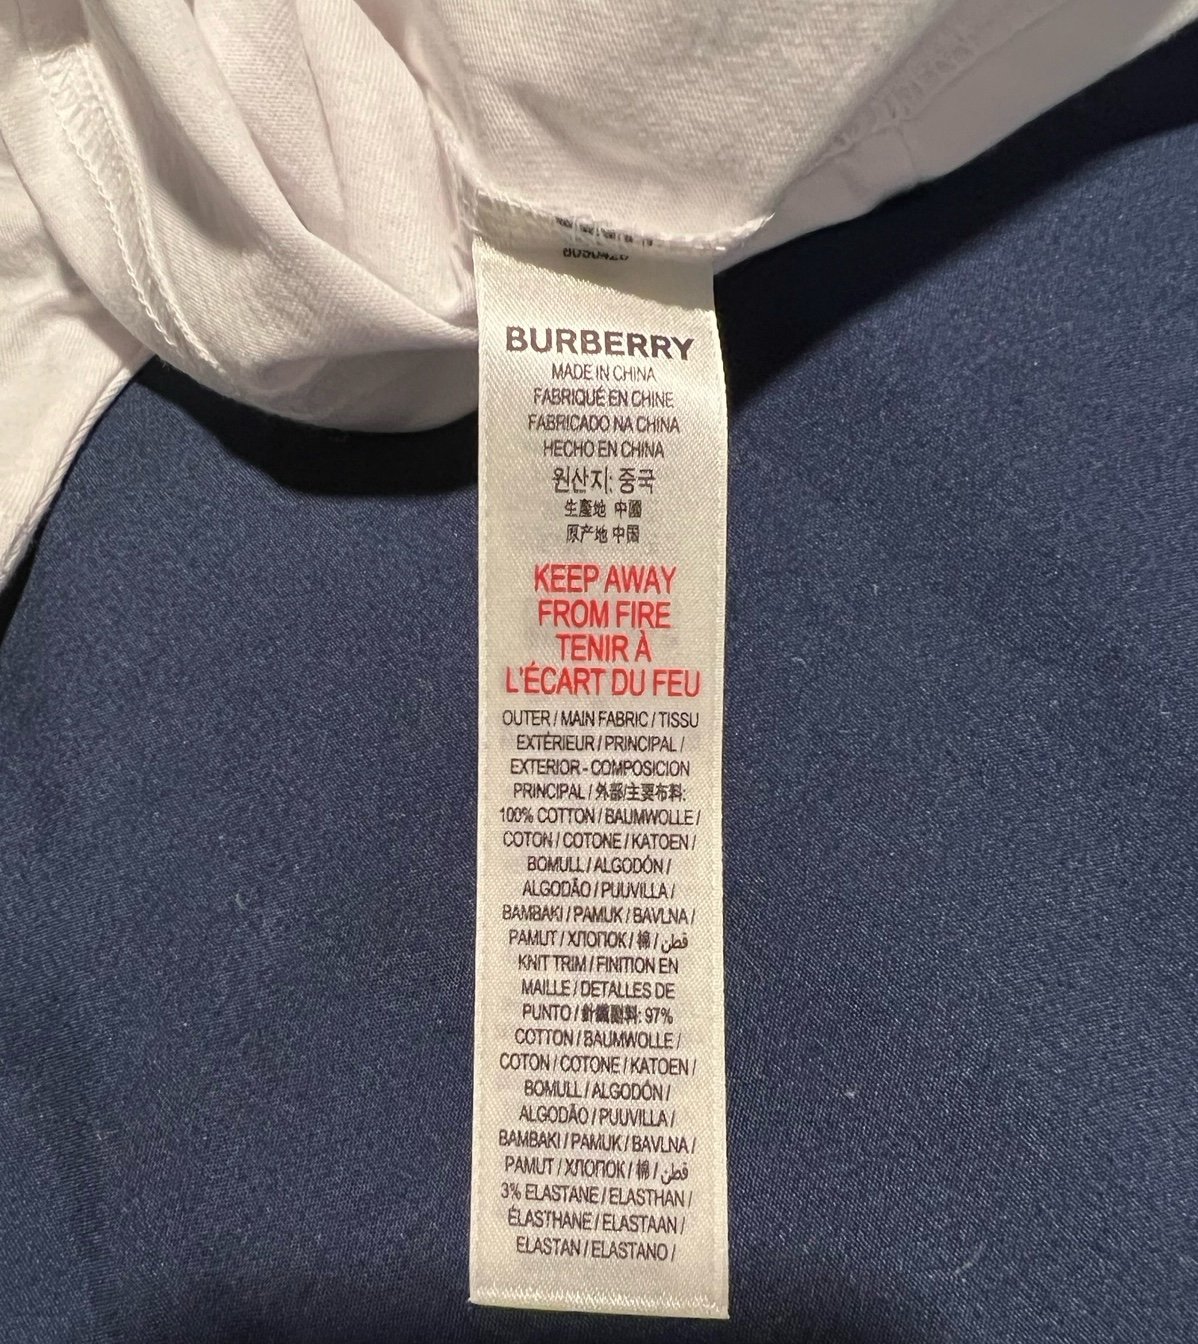 BURBERRY
MADE IN CHINA
FABRIQUÉ EN CHINE
FABRICADO NA CHINA
HECHO EN CHINA
원산지: 중국
生產地 中國
原产地 中国
KEEP AWAY
FROM FIRE
TENIR À
L'ÉCART DU FEU
OUTER / MAIN FABRIC / TISSU
EXTÉRIEUR / PRINCIPAL /
EXTERIOR - COMPOSICION
PRINCIPAL / 外部/主要布料:
100% COTTON / BAUMWOLLE /
COTON / COTONE / KATOEN /
BOMULL / ALGODÓN /
ALGODÃO / PUUVILLA /
BAMBAKI / PAMUK / BAVLNA /
PAMUT / ХЛОПОК / 棉 / قطن
KNIT TRIM / FINITION EN
MAILLE / DETALLES DE
PUNTO / 針織副料: 97%
COTTON / BAUMWOLLE /
COTON / COTONE / KATOEN /
BOMULL / ALGODÓN /
ALGODÃO / PUUVILLA /
BAMBAKI / PAMUK / BAVLNA /
PAMUT / ХЛОПОК / 棉 / قطن
3% ELASTANE / ELASTHAN /
ÉLASTHANE / ELASTAAN /
ELASTAN / ELASTANO /